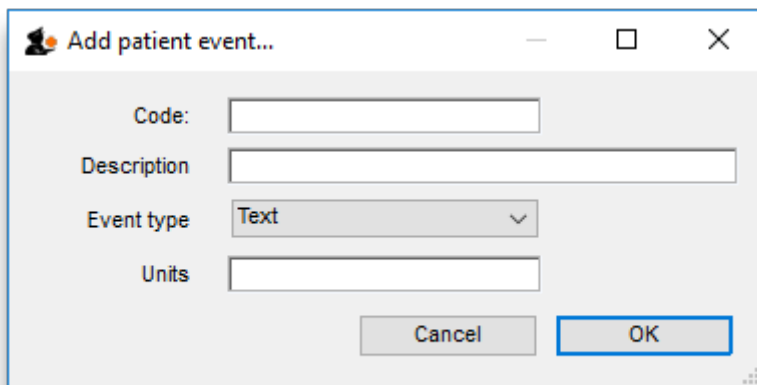 Add patient event...
Code:
Description
Event type Text
Units
Cancel OK